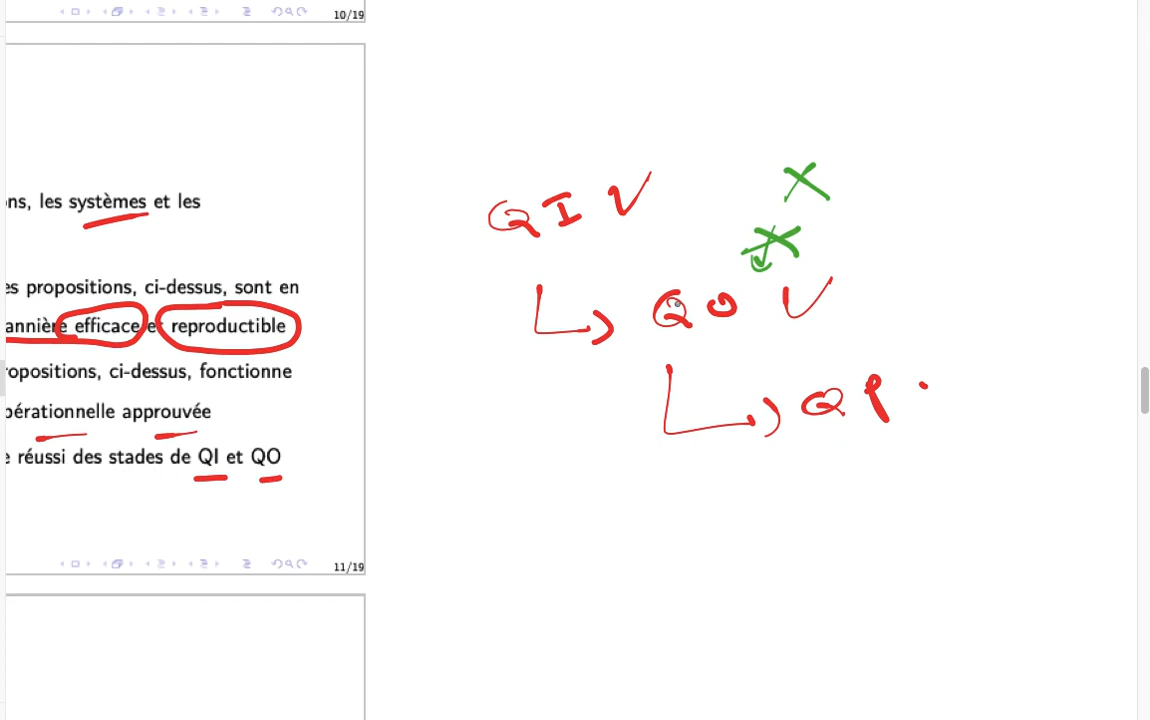 10/19
ns, les systèmes et les
es propositions, ci-dessus, sont en
annière efficace et reproductible
ropositions, ci-dessus, fonctionne
pérationnelle approuvée
e réussi des stades de QI et QO
11/19
QI V
QO V
QP.